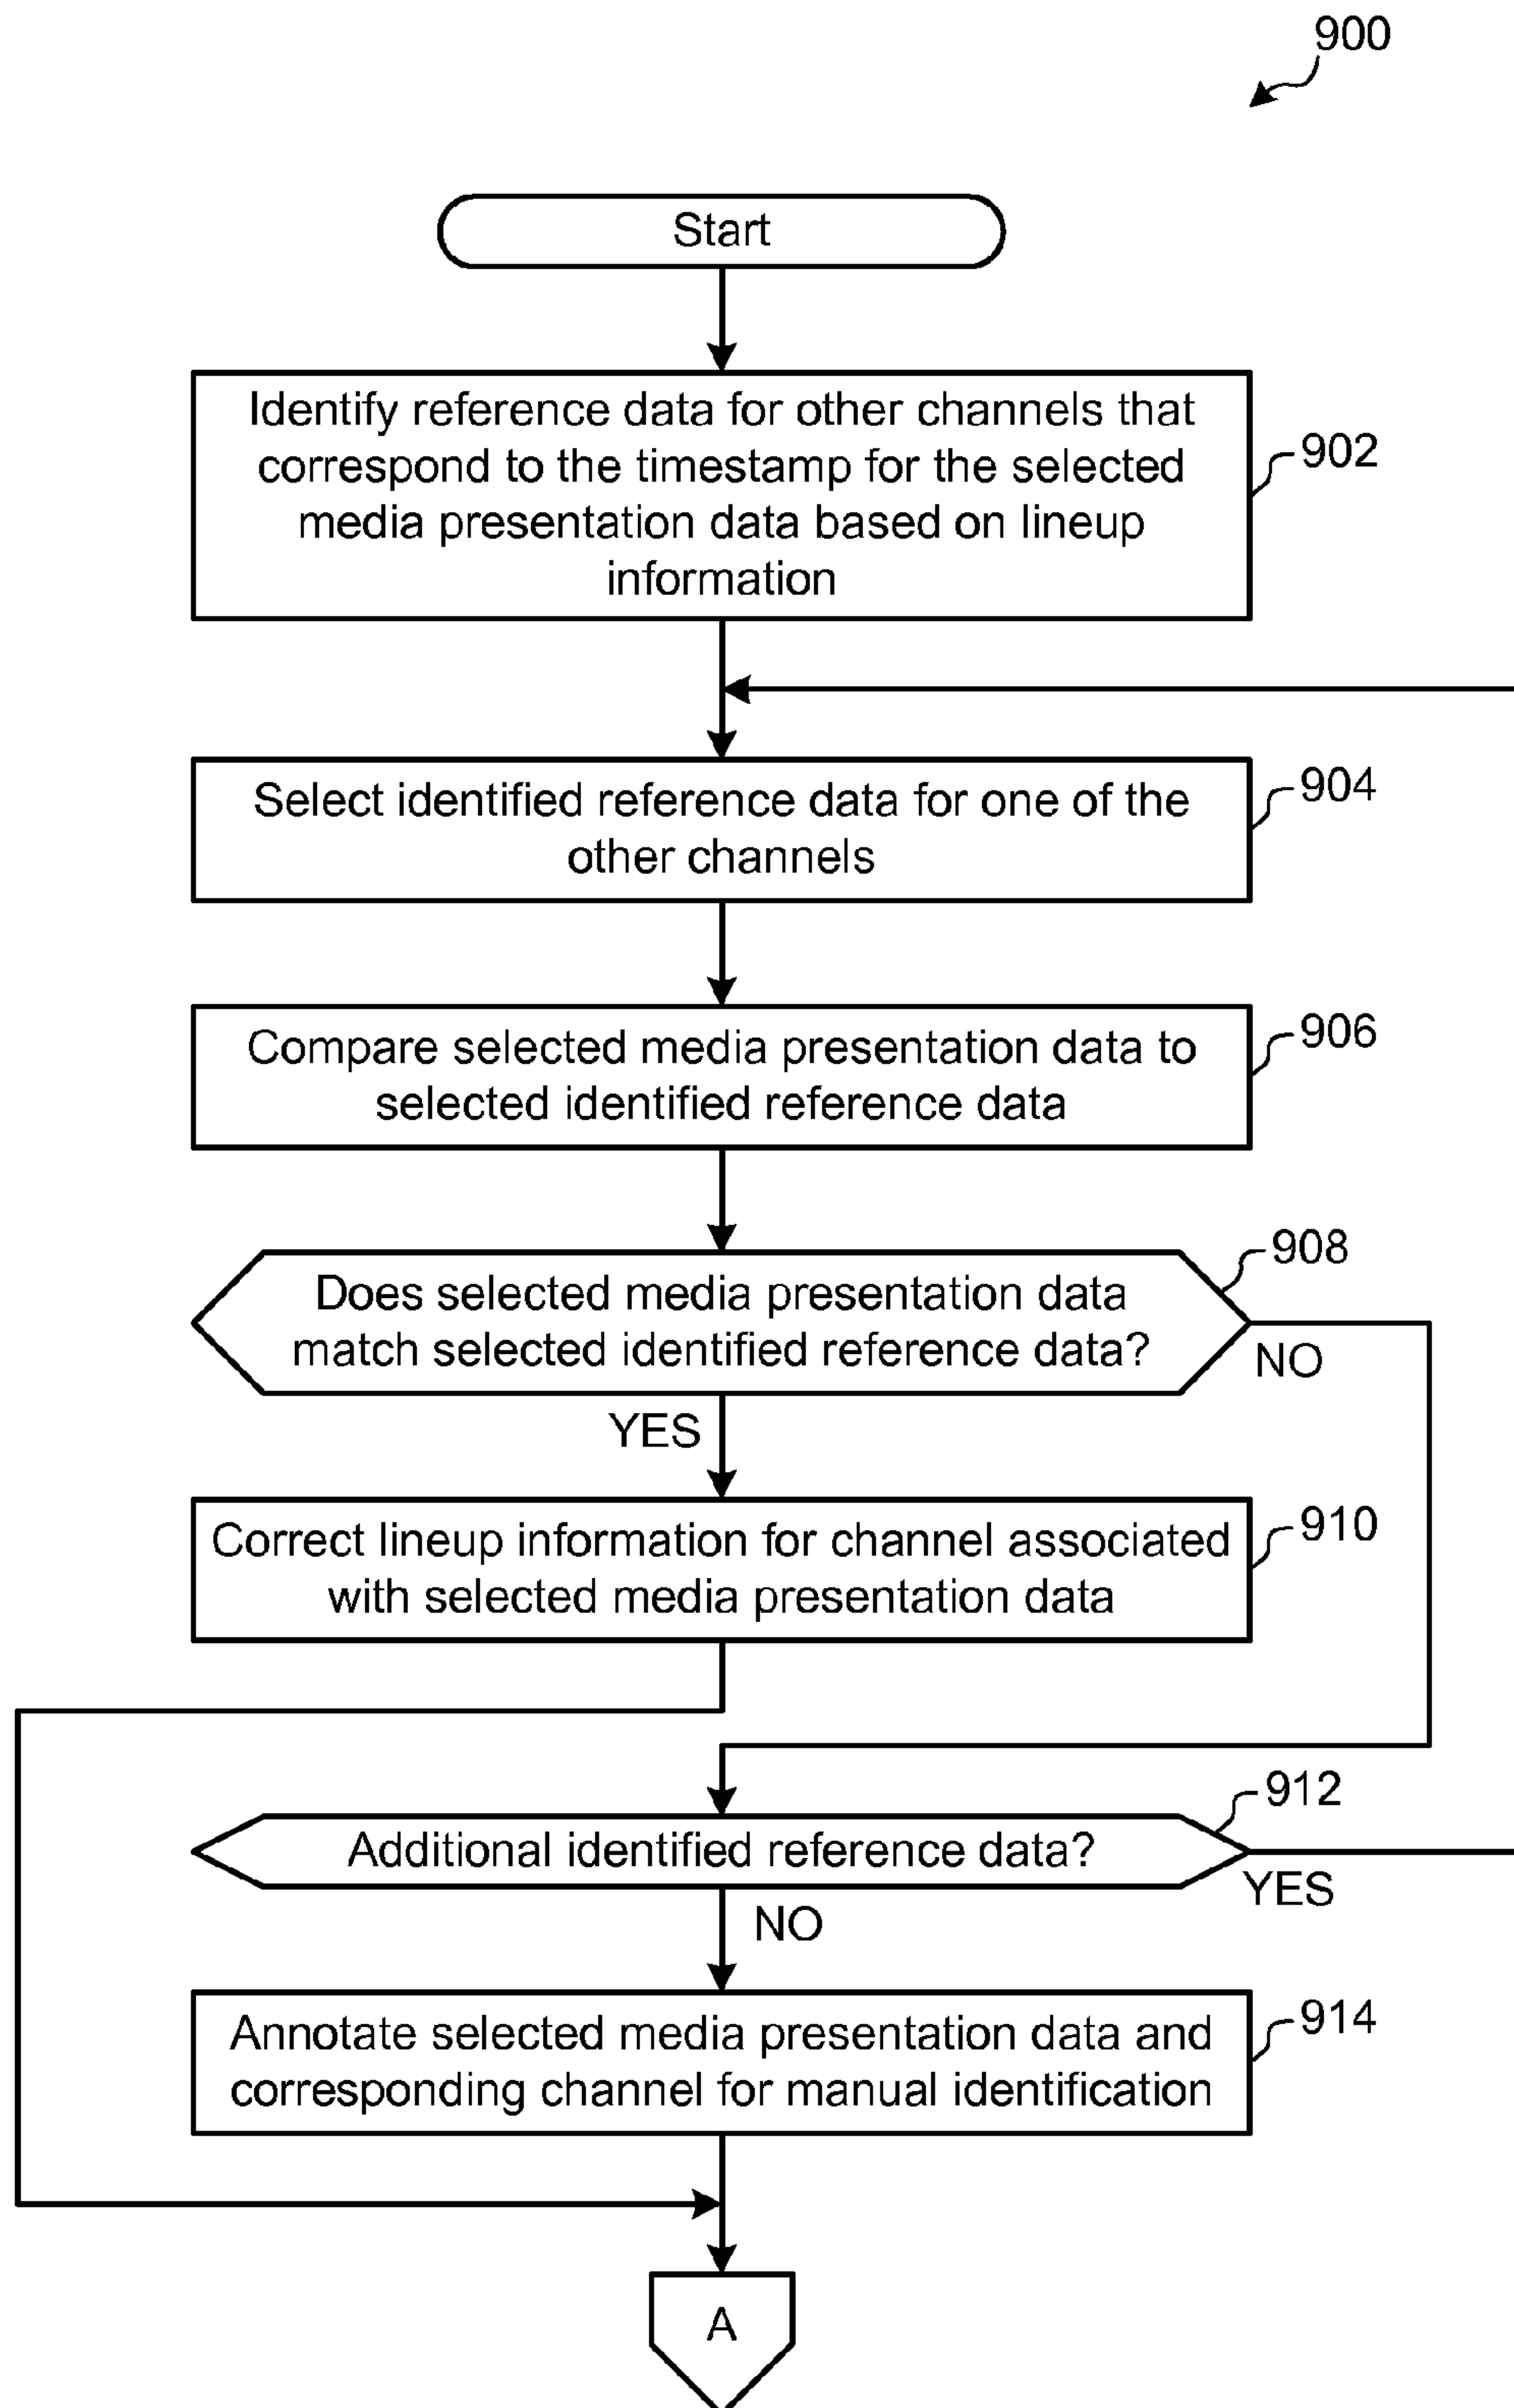 900
Start
Identify reference data for other channels that
correspond to the timestamp for the selected
media presentation data based on lineup
information
902
Select identified reference data for one of the
other channels
904
Compare selected media presentation data to
selected identified reference data
906
Does selected media presentation data
match selected identified reference data?
908
NO
YES
Correct lineup information for channel associated
with selected media presentation data
910
Additional identified reference data?
912
YES
NO
Annotate selected media presentation data and
corresponding channel for manual identification
914
A